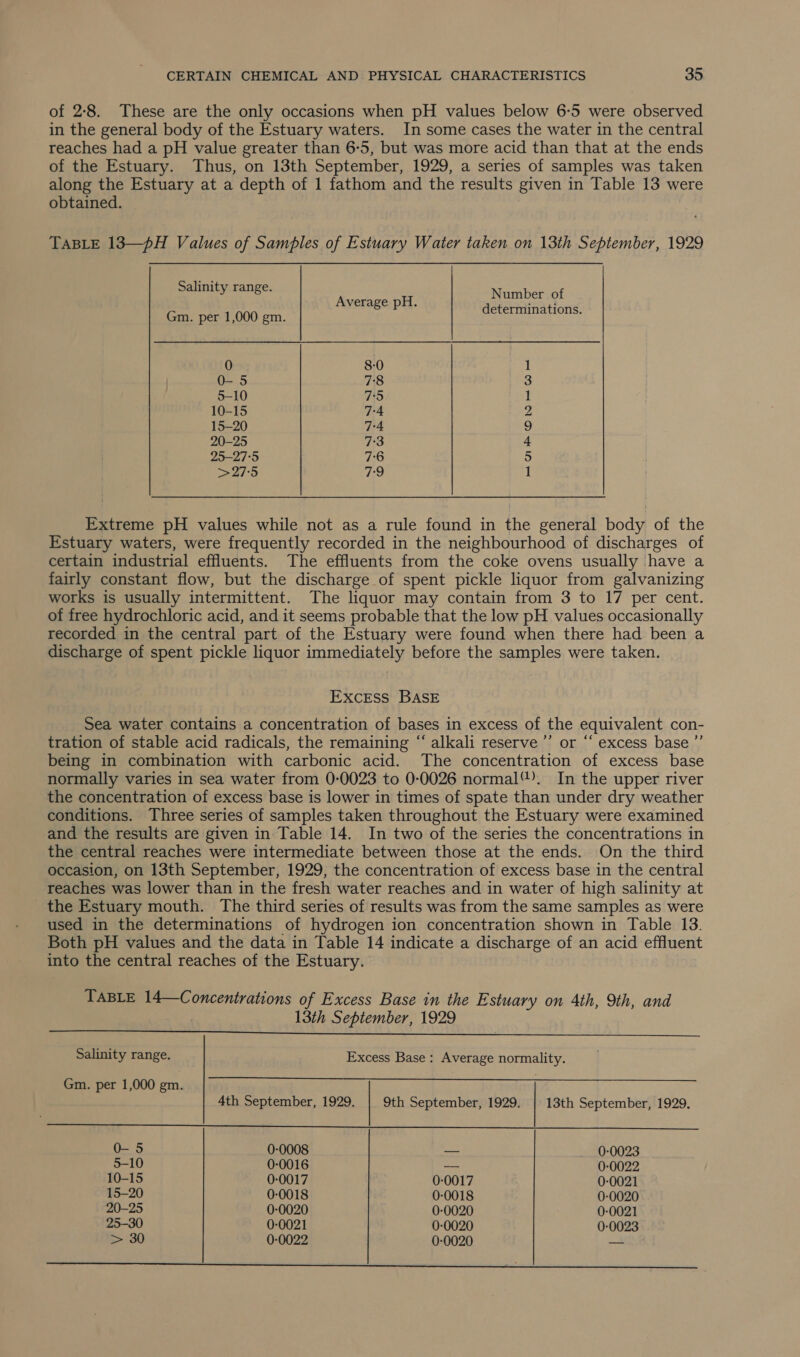 CERTAIN CHEMICAL AND PHYSICAL CHARACTERISTICS 35
of 2·8. These are the only occasions when pH values below 6·5 were observed
in the general body of the Estuary waters. In some cases the water in the central
reaches had a pH value greater than 6·5, but was more acid than that at the ends
of the Estuary. Thus, on 13th September, 1929, a series of samples was taken
along the Estuary at a depth of 1 fathom and the results given in Table 13 were
obtained.
TABLE 13—pH Values of Samples of Estuary Water taken on 13th September, 1929
Salinity range. Average pH. Number of
Gm. per 1,000 gm. determinations.
0 8·0 1
0– 5 7·8 3
5–10 7·5 1
10–15 7·4 2
15–20 7·4 9
20–25 7·3 4
25–27·5 7·6 5
>27·5 7·9 1
Extreme pH values while not as a rule found in the general body of the
Estuary waters, were frequently recorded in the neighbourhood of discharges of
certain industrial effluents. The effluents from the coke ovens usually have a
fairly constant flow, but the discharge of spent pickle liquor from galvanizing
works is usually intermittent. The liquor may contain from 3 to 17 per cent.
of free hydrochloric acid, and it seems probable that the low pH values occasionally
recorded in the central part of the Estuary were found when there had been a
discharge of spent pickle liquor immediately before the samples were taken.
EXCESS BASE
Sea water contains a concentration of bases in excess of the equivalent con-
tration of stable acid radicals, the remaining “ alkali reserve ” or “ excess base ”
being in combination with carbonic acid. The concentration of excess base
normally varies in sea water from 0·0023 to 0·0026 normal(1). In the upper river
the concentration of excess base is lower in times of spate than under dry weather
conditions. Three series of samples taken throughout the Estuary were examined
and the results are given in Table 14. In two of the series the concentrations in
the central reaches were intermediate between those at the ends. On the third
occasion, on 13th September, 1929, the concentration of excess base in the central
reaches was lower than in the fresh water reaches and in water of high salinity at
the Estuary mouth. The third series of results was from the same samples as were
used in the determinations of hydrogen ion concentration shown in Table 13.
Both pH values and the data in Table 14 indicate a discharge of an acid effluent
into the central reaches of the Estuary.
TABLE 14—Concentrations of Excess Base in the Estuary on 4th, 9th, and
13th September, 1929
Salinity range. Excess Base : Average normality.
Gm. per 1,000 gm. 4th September, 1929. 9th September, 1929. 13th September, 1929.
0– 5 0·0008 — 0·0023
5–10 0·0016 — 0·0022
10–15 0·0017 0·0017 0·0021
15–20 0·0018 0·0018 0·0020
20–25 0·0020 0·0020 0·0021
25–30 0·0021 0·0020 0·0023
> 30 0·0022 0·0020 —